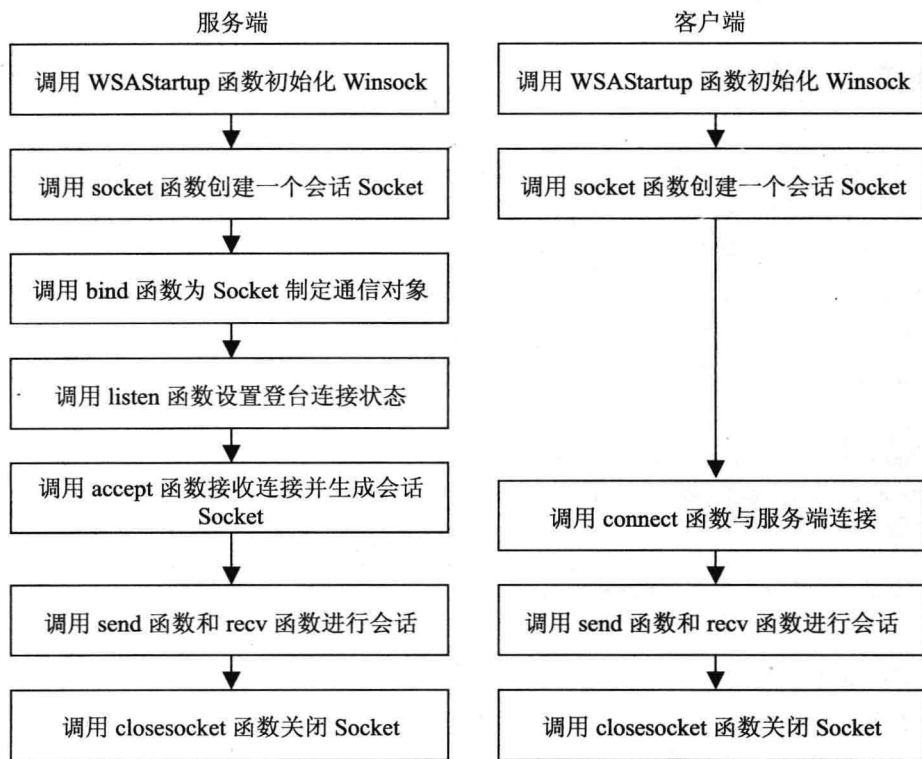 服务端
调用 WSAStartup 函数初始化 Winsock
调用 socket 函数创建一个会话 Socket
调用 bind 函数为 Socket 制定通信对象
调用 listen 函数设置登台连接状态
调用 accept 函数接收连接并生成会话
Socket
调用 send 函数和 recv 函数进行会话
调用 closesocket 函数关闭 Socket
客户端
调用 WSAStartup 函数初始化 Winsock
调用 socket 函数创建一个会话 Socket
调用 connect 函数与服务端连接
调用 send 函数和 recv 函数进行会话
调用 closesocket 函数关闭 Socket